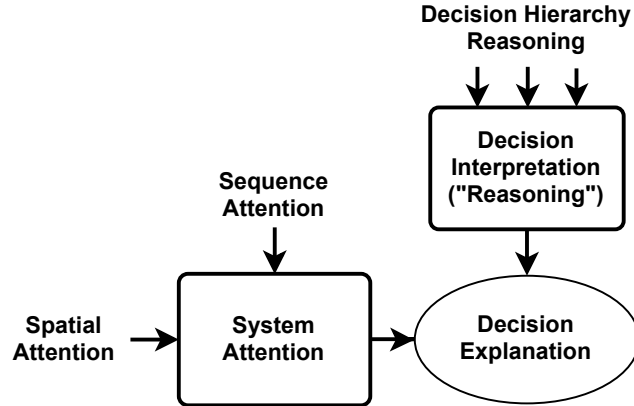 Decision Hierarchy
Reasoning
Decision
Interpretation
("Reasoning")
Sequence
Attention
Spatial
Attention
System
Attention
Decision
Explanation